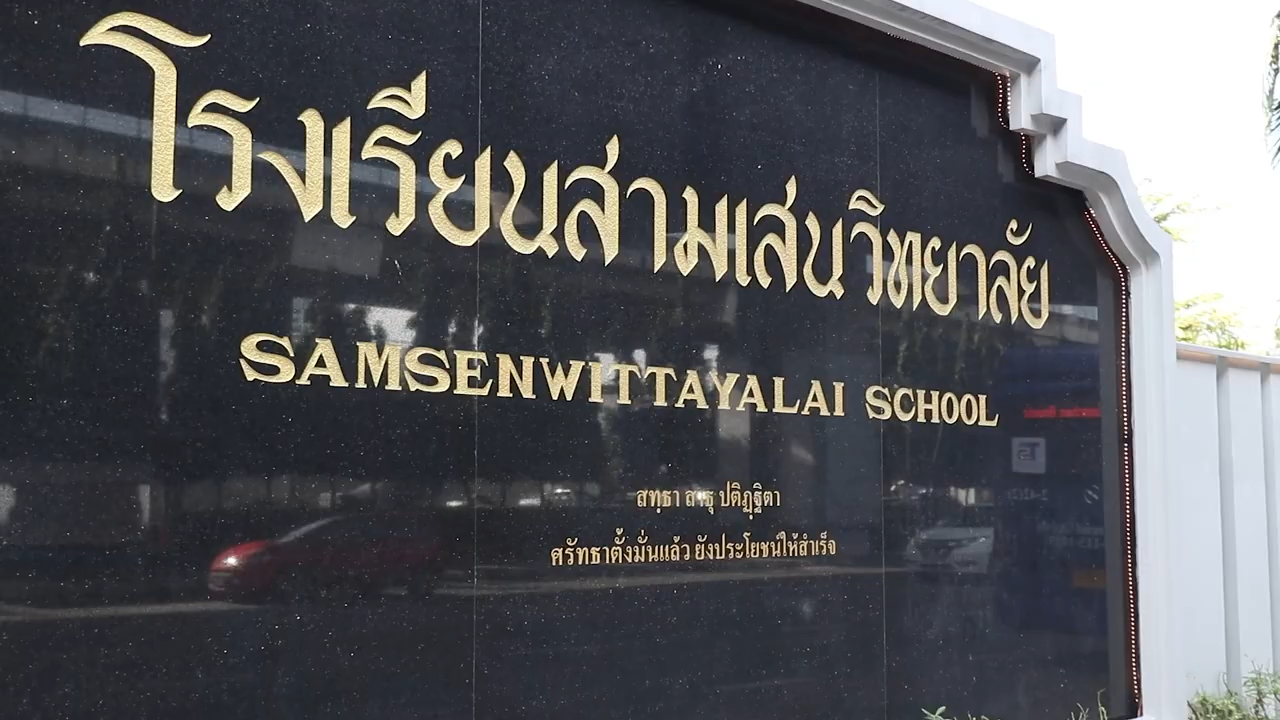 โรงเรียนสามเสนวิทยาลัย
SAMSENWITTAYALAI SCHOOL
สทฺธา สาธุ ปติฏฺฐิตา
ศรัทธาตั้งมั่นแล้ว ยังประโยชน์ให้สำเร็จ